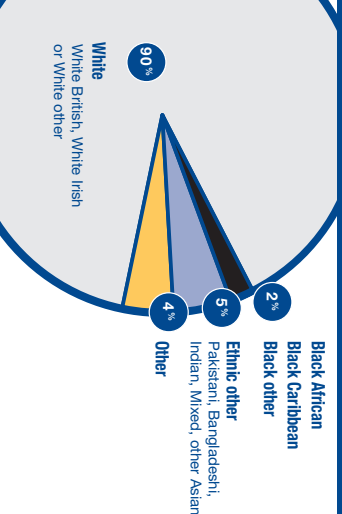 90%
White
White British, White Irish
or White other
2%
Black African
Black Caribbean
Black other
5%
Ethnic other
Pakistani, Bangladeshi,
Indian, Mixed, other Asian
4%
Other